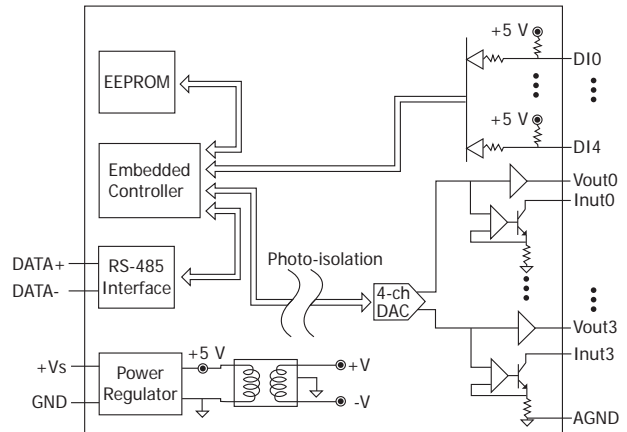 +5 V
DI0
EEPROM
+5 V
DI4
Embedded
Controller
Vout0
Inut0
Photo-isolation
DATA+
DATA-
RS-485
Interface
4-ch
DAC
Vout3
Inut3
+Vs
GND
Power
Regulator
+5 V
+V
-V
AGND